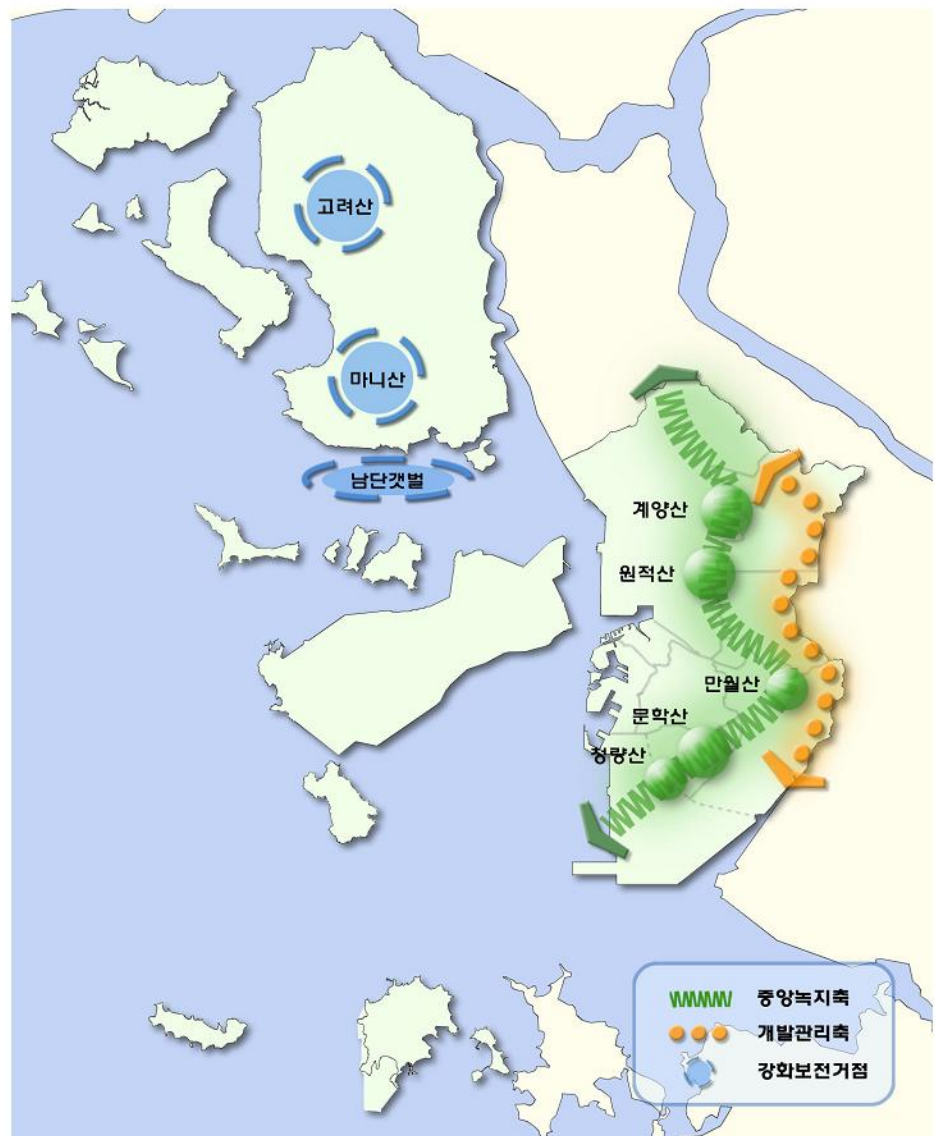 고려산
마니산
남단갯벌
계양산
원적산
만월산
문학산
청량산
중앙녹지축
개발관리축
강화보전거점